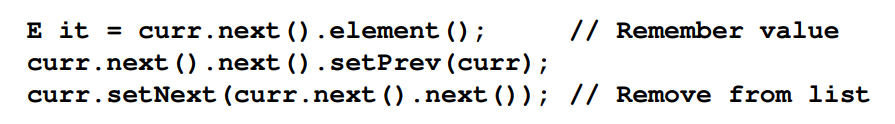 E it = curr.next().element();     // Remember value
curr.next().next().setPrev(curr);
curr.setNext(curr.next().next()); // Remove from list